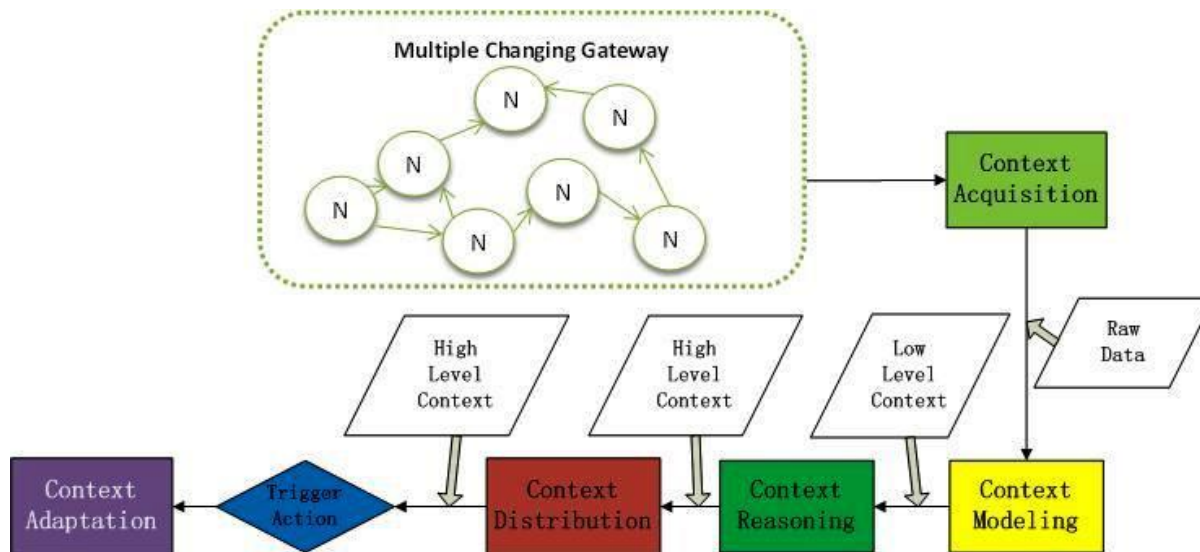 Multiple Changing Gateway
N
N
N
N
N
N
N
Context
Acquisition
Raw
Data
High
Level
Context
High
Level
Context
Low
Level
Context
Context
Adaptation
Trigger
Action
Context
Distribution
Context
Reasoning
Context
Modeling